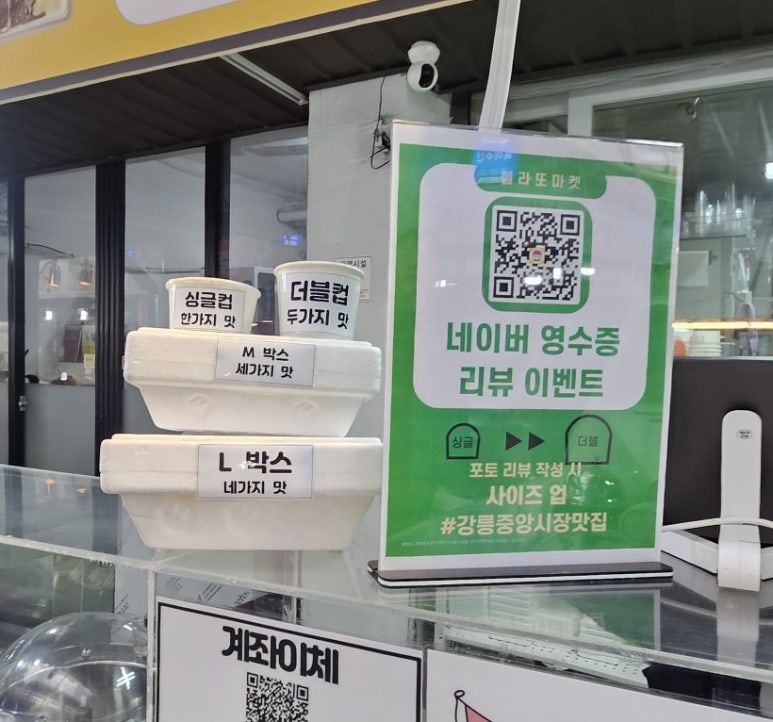 젤라또마켓
네이버 영수증
리뷰 이벤트
싱글 ▶▶ 더블
포토 리뷰 작성 시
사이즈 업
#강릉중앙시장맛집
싱글컵
한가지 맛
더블컵
두가지 맛
M 박스
세가지 맛
L 박스
네가지 맛
계좌이체